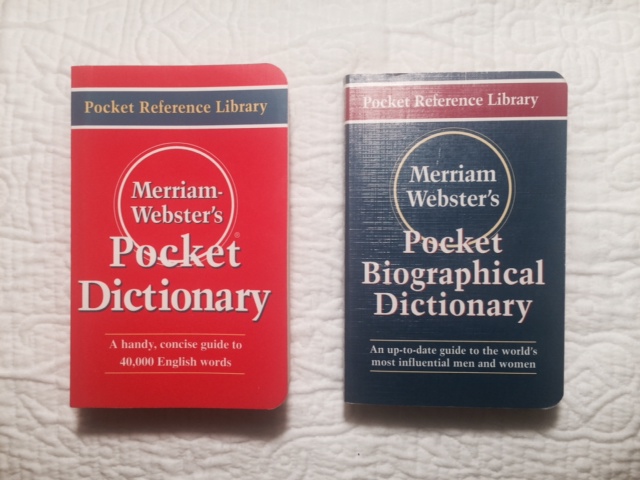 Pocket Reference Library
Merriam-
Webster's
Pocket
Dictionary®
A handy, concise guide to
40,000 English words
Pocket Reference Library
Merriam
Webster's
Pocket
Biographical
Dictionary
An up-to-date guide to the world's
most influential men and women